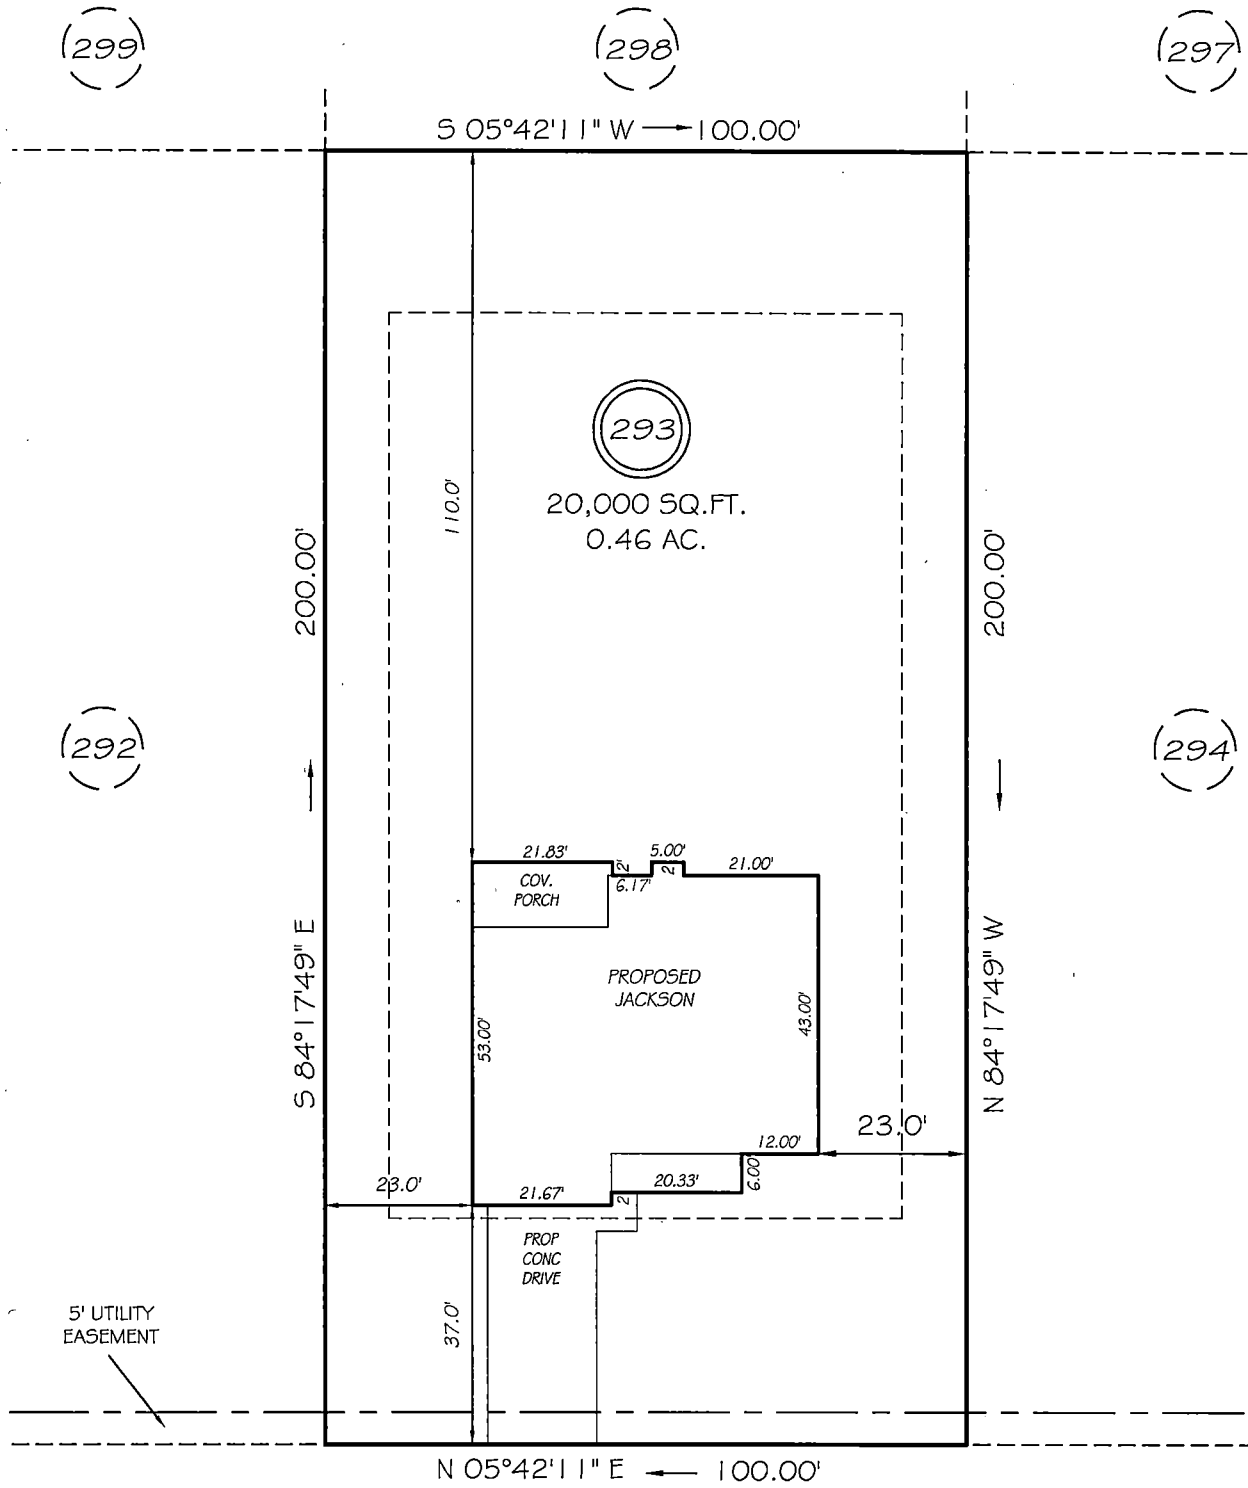 299
298
297
S 05°42'11" W 100.00'
293
20,000 SQ.FT.
0.46 AC.
110.0'
200.00'
200.00'
292
294
21.83'
2'
5.00'
2'
6.17'
21.00'
COV.
PORCH
PROPOSED
JACKSON
S 84°17'49" E
53.00'
43.00'
N 84°17'49" W
23.0'
12.00'
6.00'
20.33'
23.0'
21.67'
2'
PROP
CONC
DRIVE
37.0'
5' UTILITY
EASEMENT
N 05°42'11" E 100.00'